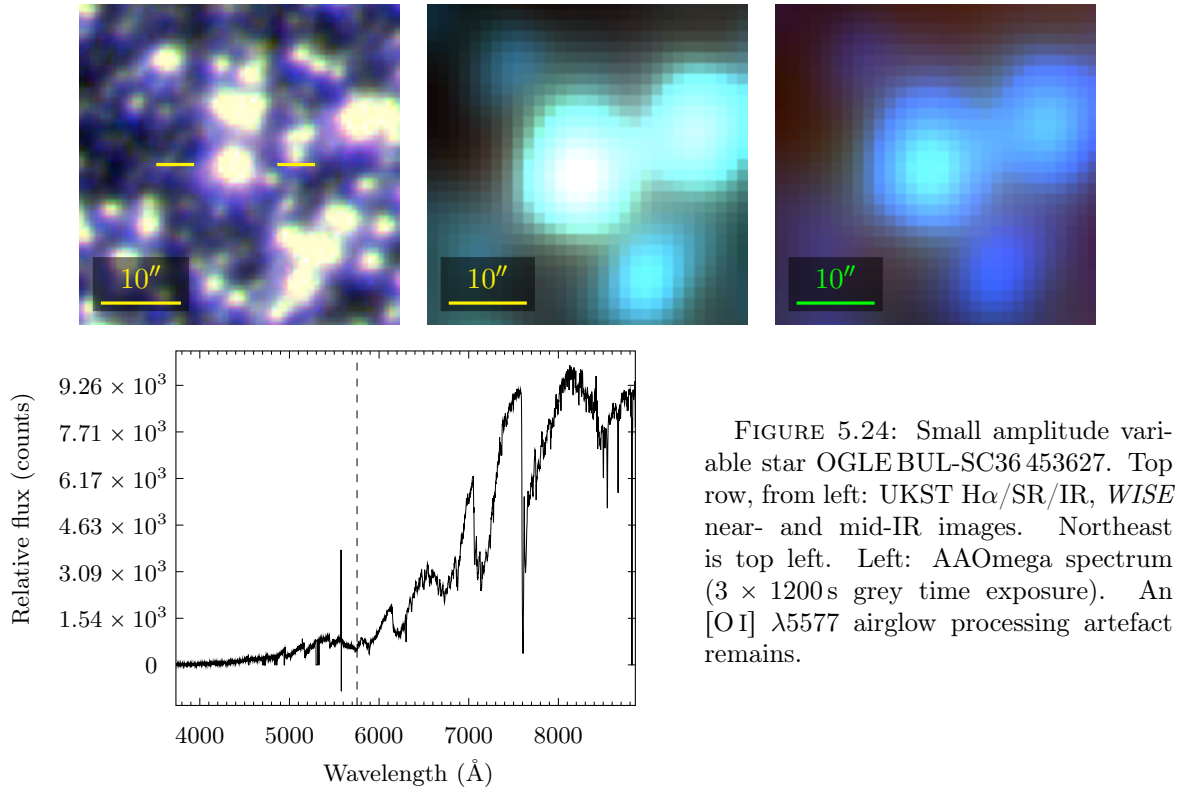 10″
10″
10″
9.26 × 10³
7.71 × 10³
6.17 × 10³
4.63 × 10³
3.09 × 10³
1.54 × 10³
0
Relative flux (counts)
4000 5000 6000 7000 8000
Wavelength (Å)
FIGURE 5.24: Small amplitude vari-
able star OGLE BUL-SC36 453627. Top
row, from left: UKST Hα/SR/IR, WISE
near- and mid-IR images. Northeast
is top left. Left: AAOmega spectrum
(3 × 1200 s grey time exposure). An
[O I] λ5577 airglow processing artefact
remains.